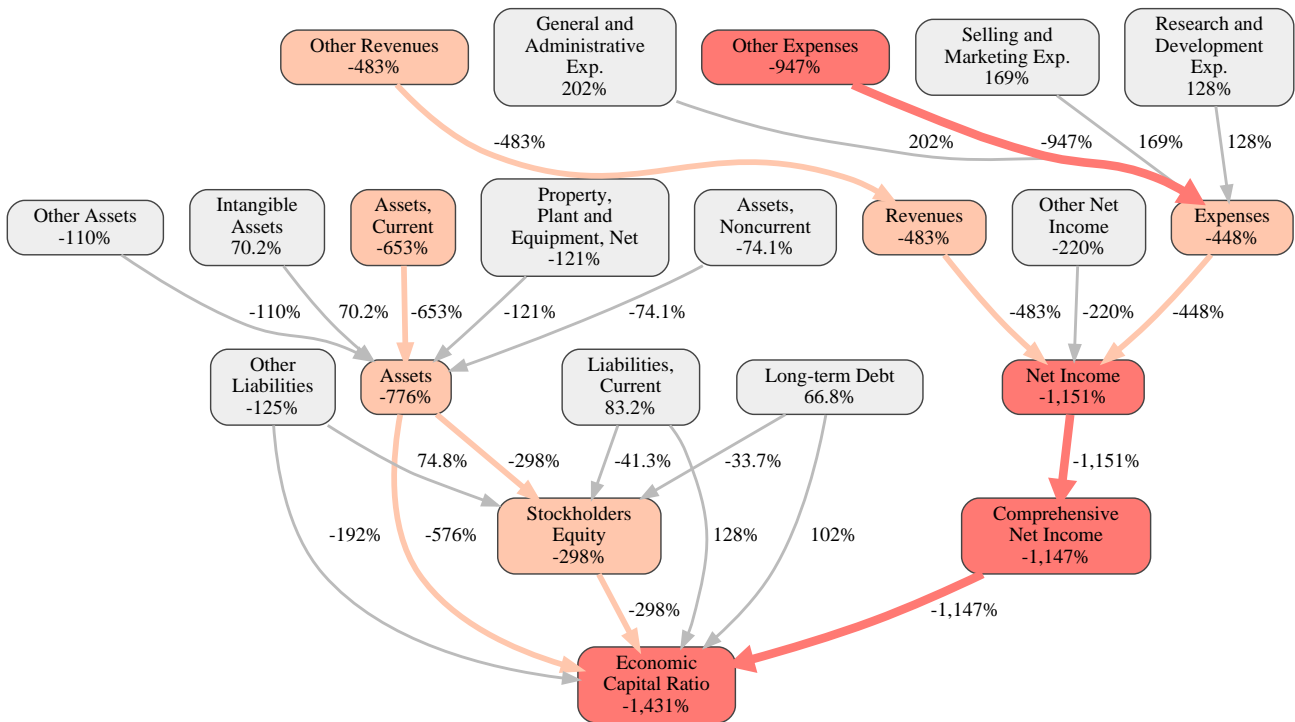 Other Revenues
-483%
General and
Administrative
Exp.
202%
Other Expenses
-947%
Selling and
Marketing Exp.
169%
Research and
Development
Exp.
128%
-483%
202%
-947%
169%
128%
Other Assets
-110%
Intangible
Assets
70.2%
Assets,
Current
-653%
Property,
Plant and
Equipment, Net
-121%
Assets,
Noncurrent
-74.1%
Revenues
-483%
Other Net
Income
-220%
Expenses
-448%
-110%
70.2%
-653%
-121%
-74.1%
-483%
-220%
-448%
Other
Liabilities
-125%
Assets
-776%
Liabilities,
Current
83.2%
Long-term Debt
66.8%
Net Income
-1,151%
74.8%
-298%
-41.3%
-33.7%
-1,151%
Stockholders
Equity
-298%
Comprehensive
Net Income
-1,147%
-192%
-576%
128%
102%
-298%
-1,147%
Economic
Capital Ratio
-1,431%